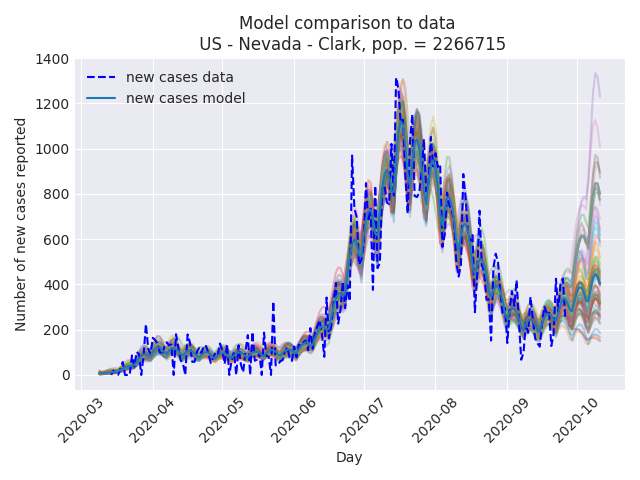 Model comparison to data
US - Nevada - Clark, pop. = 2266715
new cases data
new cases model
Number of new cases reported
1400
1200
1000
800
600
400
200
0
2020-03
2020-04
2020-05
2020-06
2020-07
2020-08
2020-09
2020-10
Day